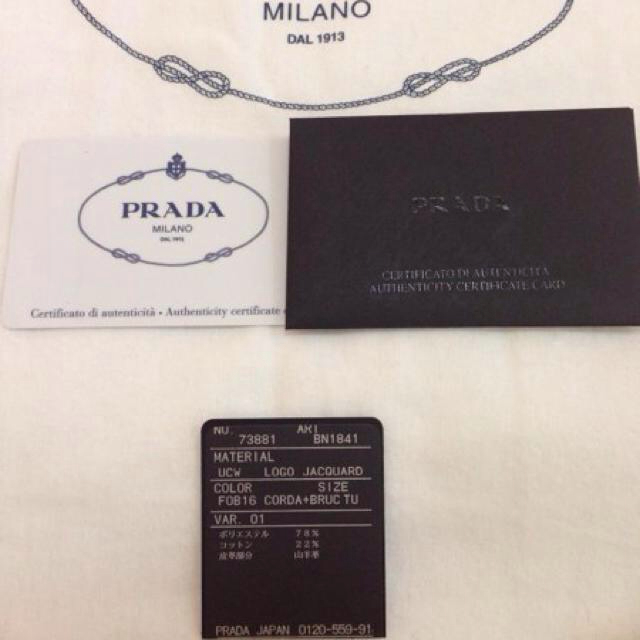 MILANO
DAL 1913
PRADA
MILANO
DAL 1913
Certificato di autenticità • Authenticity certificate
PRADA
CERTIFICATO DI AUTENTICITÀ
AUTHENTICITY CERTIFICATE CARD
NO. ART
73881 BN1841
MATERIAL
UCW LOGO JACQUARD
COLOR SIZE
F0B16 CORDA+BRUC TU
VAR. 01
ポリエステル 78%
コットン 22%
皮革部分 山羊革
PRADA JAPAN 0120-559-91